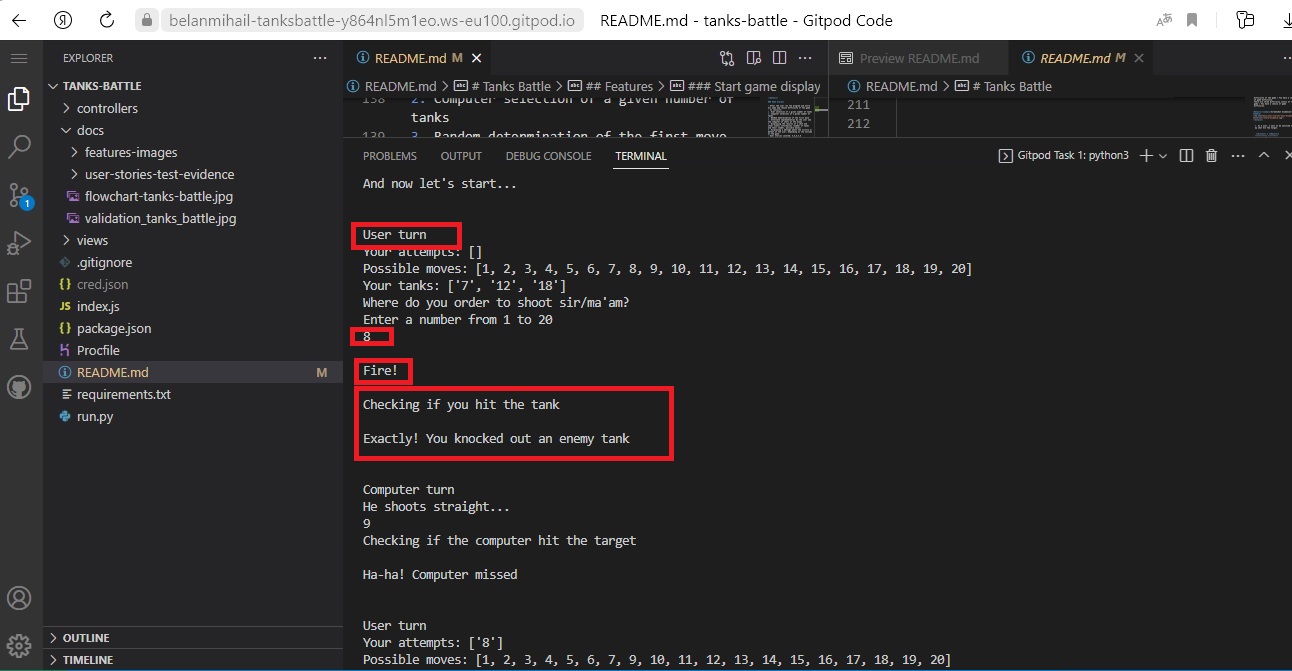 belanmihail-tanksbattle-y864nl5m1eo.ws-eu100.gitpod.io README.md - tanks-battle - Gitpod Code
EXPLORER
TANKS-BATTLE
controllers
docs
features-images
user-stories-test-evidence
flowchart-tanks-battle.jpg
validation_tanks_battle.jpg
views
.gitignore
cred.json
JS index.js
package.json
Procfile
README.md M
requirements.txt
run.py
OUTLINE
TIMELINE
1
README.md M
README.md > # Tanks Battle > ## Features > ### Start game display
138 2. Computer selection of a given number of
tanks
139 3. Random determination of the first move
Preview README.md
README.md M
README.md > # Tanks Battle
211
212
PROBLEMS OUTPUT DEBUG CONSOLE TERMINAL
Gitpod Task 1: python3
And now let's start...
User turn
Your attempts: []
Possible moves: [1, 2, 3, 4, 5, 6, 7, 8, 9, 10, 11, 12, 13, 14, 15, 16, 17, 18, 19, 20]
Your tanks: ['7', '12', '18']
Where do you order to shoot sir/ma'am?
Enter a number from 1 to 20
8
Fire!
Checking if you hit the tank
Exactly! You knocked out an enemy tank
Computer turn
He shoots straight...
9
Checking if the computer hit the target
Ha-ha! Computer missed
User turn
Your attempts: ['8']
Possible moves: [1, 2, 3, 4, 5, 6, 7, 9, 10, 11, 12, 13, 14, 15, 16, 17, 18, 19, 20]